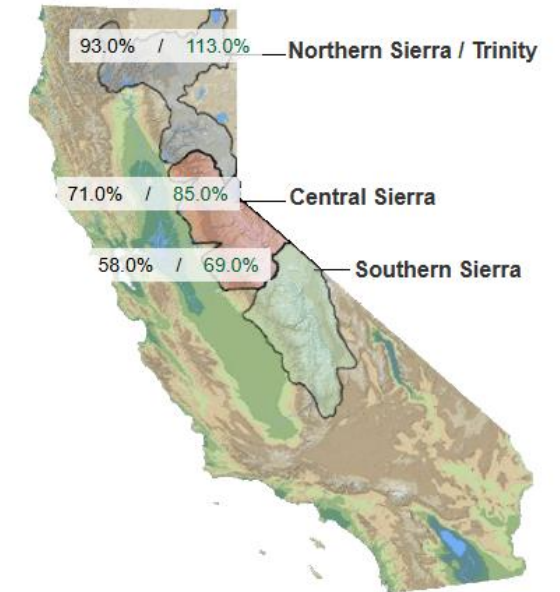 93.0% / 113.0% Northern Sierra / Trinity
71.0% / 85.0% Central Sierra
58.0% / 69.0% Southern Sierra